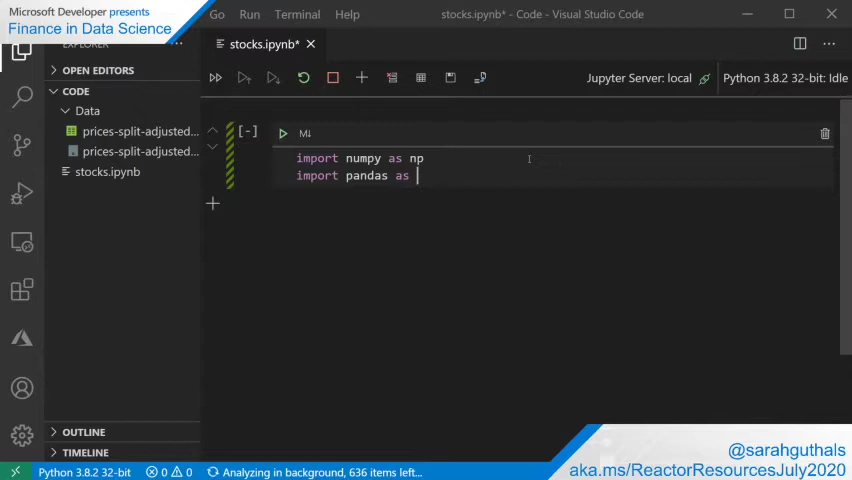 Microsoft Developer presents
Finance in Data Science
Go Run Terminal Help
stocks.ipynb* - Code - Visual Studio Code
EXPLORER
stocks.ipynb*
OPEN EDITORS
Jupyter Server: local
Python 3.8.2 32-bit: Idle
CODE
Data
prices-split-adjusted...
prices-split-adjusted...
stocks.ipynb
[-]
M↓
import numpy as np
import pandas as
OUTLINE
TIMELINE
@sarahguthals
aka.ms/ReactorResourcesJuly2020
Python 3.8.2 32-bit
0 0
Analyzing in background, 636 items left...